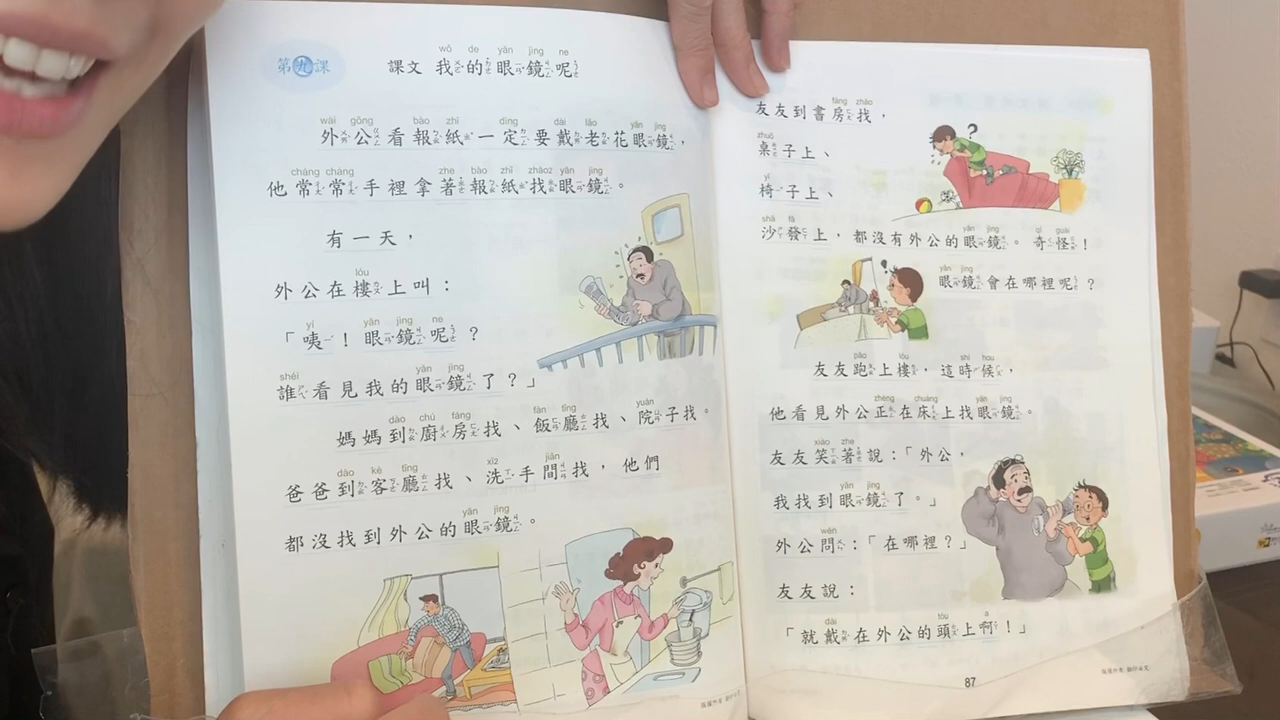 第九課
課文 我的眼鏡呢
外公看報紙一定要戴老花眼鏡，
他常常手裡拿著報紙找眼鏡。
有一天，
外公在樓上叫：
「咦！眼鏡呢？
誰看見我的眼鏡了？」
媽媽到廚房找、飯廳找、院子找。
爸爸到客廳找、洗手間找，他們
都沒找到外公的眼鏡。
友友到書房找，
桌子上、
椅子上、
沙發上，都沒有外公的眼鏡。奇怪！
眼鏡會在哪裡呢？
友友跑上樓，這時候，
他看見外公正在床上找眼鏡。
友友笑著說：「外公，
我找到眼鏡了。」
外公問：「在哪裡？」
友友說：
「就戴在外公的頭上啊！」
87